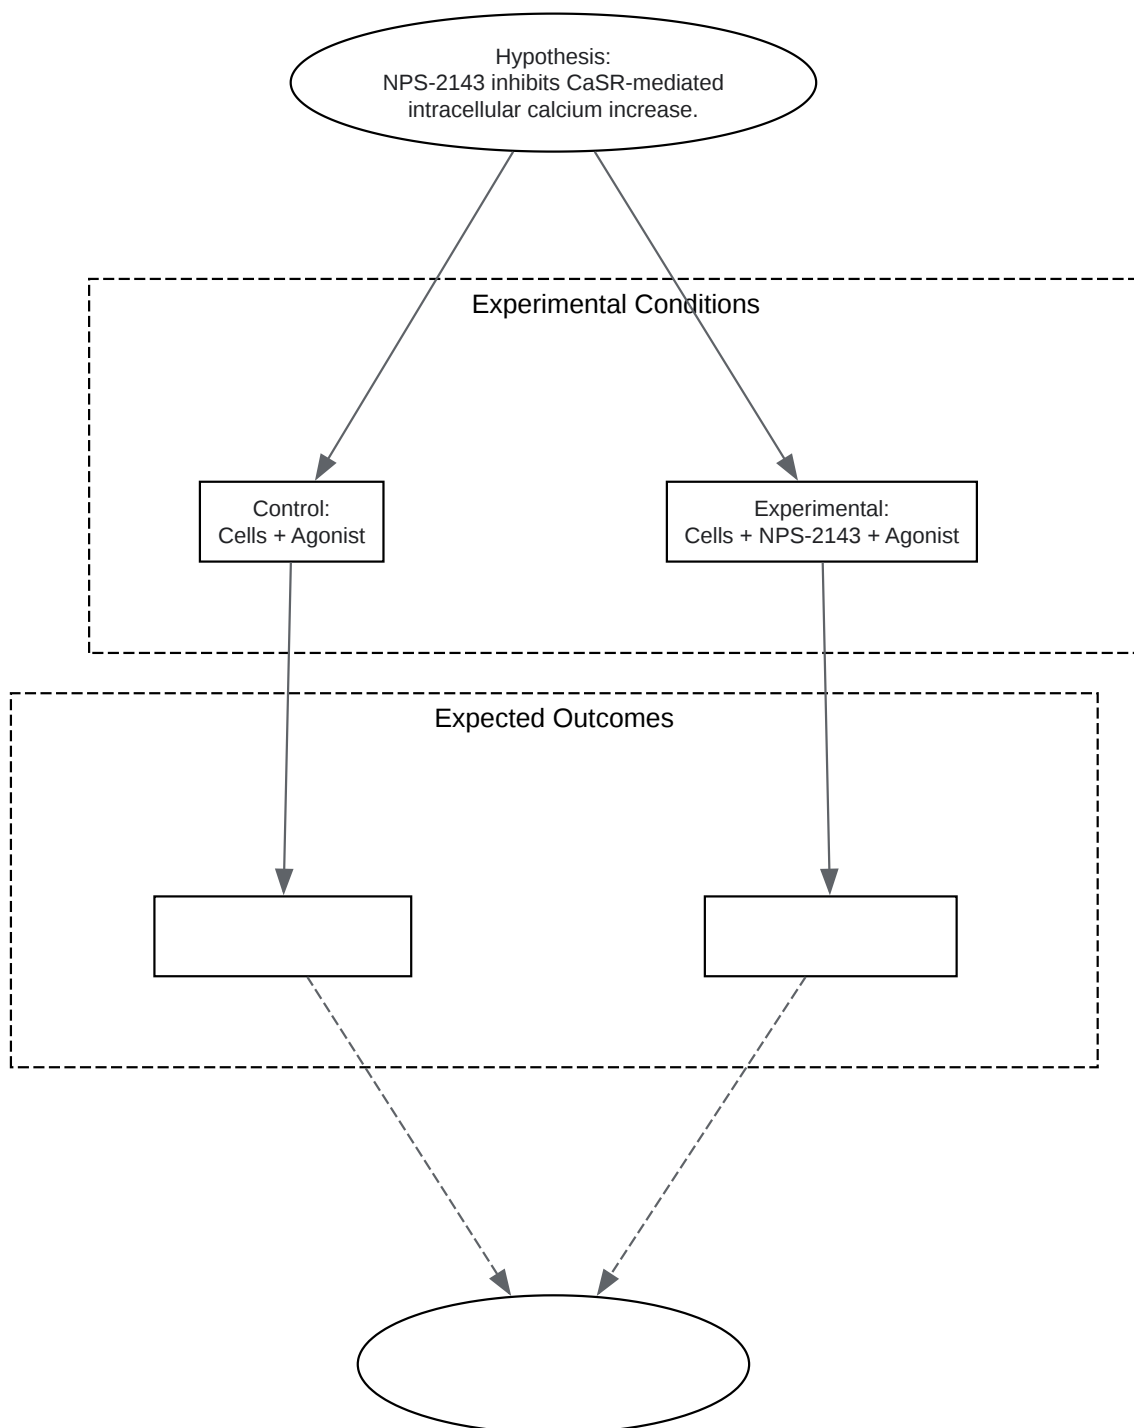 Hypothesis:
NPS-2143 inhibits CaSR-mediated
intracellular calcium increase.
Experimental Conditions
Control:
Cells + Agonist
Experimental:
Cells + NPS-2143 + Agonist
Expected Outcomes